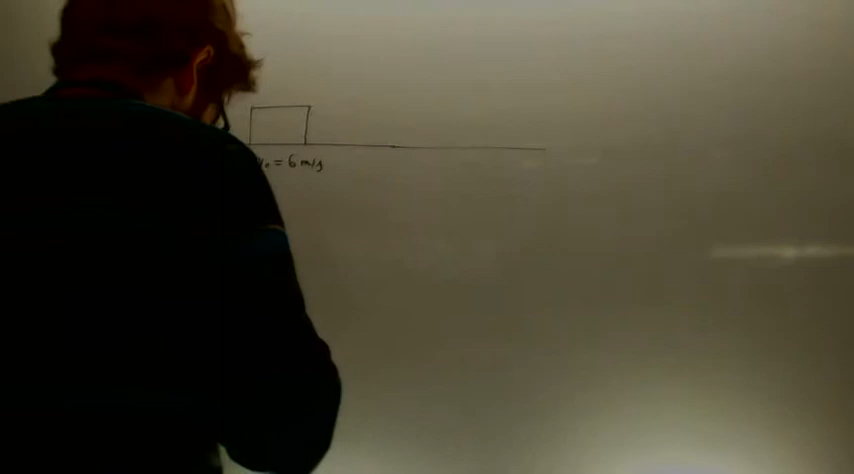 v₀ = 6 m/s